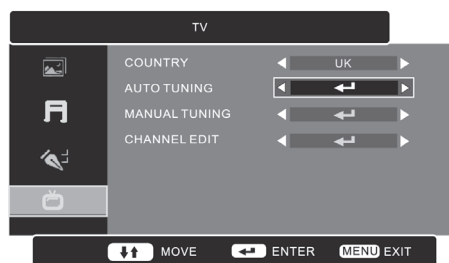 TV
COUNTRY UK
AUTO TUNING
MANUAL TUNING
CHANNEL EDIT
MOVE ENTER MENU EXIT